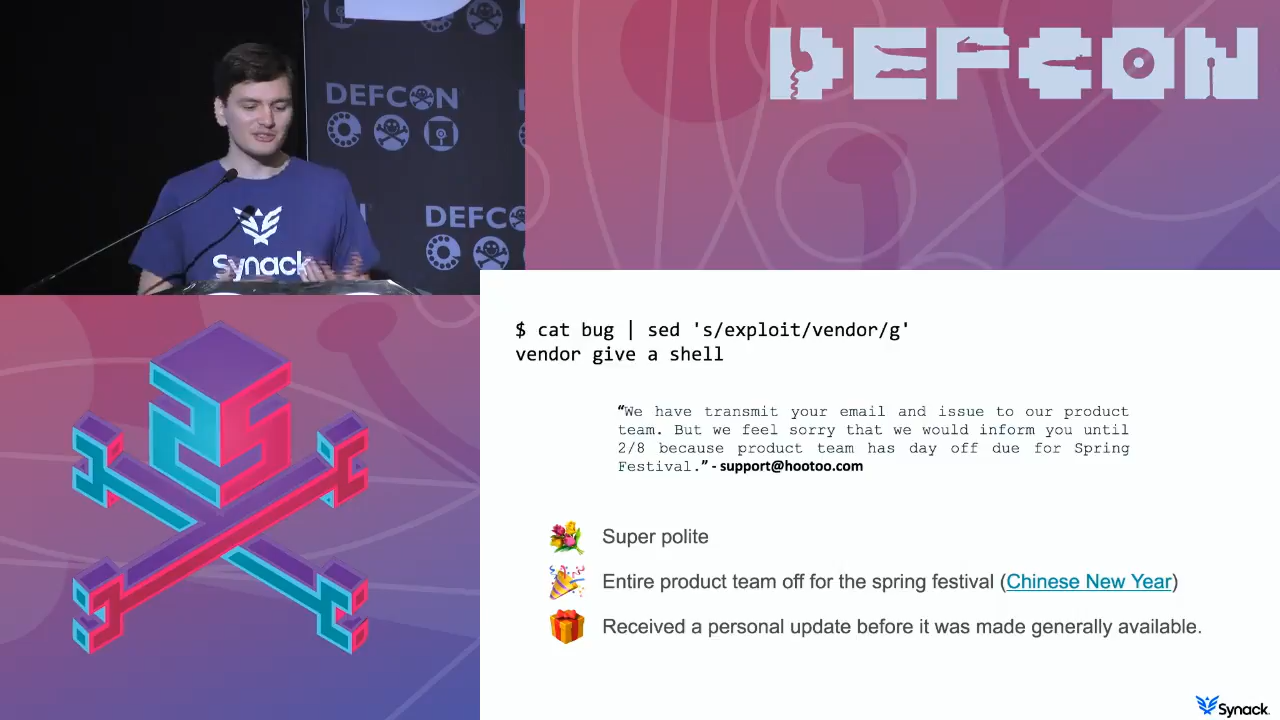 DEFCON
DEFCON
DEFC
Synack
$ cat bug | sed 's/exploit/vendor/g'
vendor give a shell
“We have transmit your email and issue to our product
team. But we feel sorry that we would inform you until
2/8 because product team has day off due for Spring
Festival.” - support@hootoo.com
Super polite
Entire product team off for the spring festival (Chinese New Year)
Received a personal update before it was made generally available.
Synack